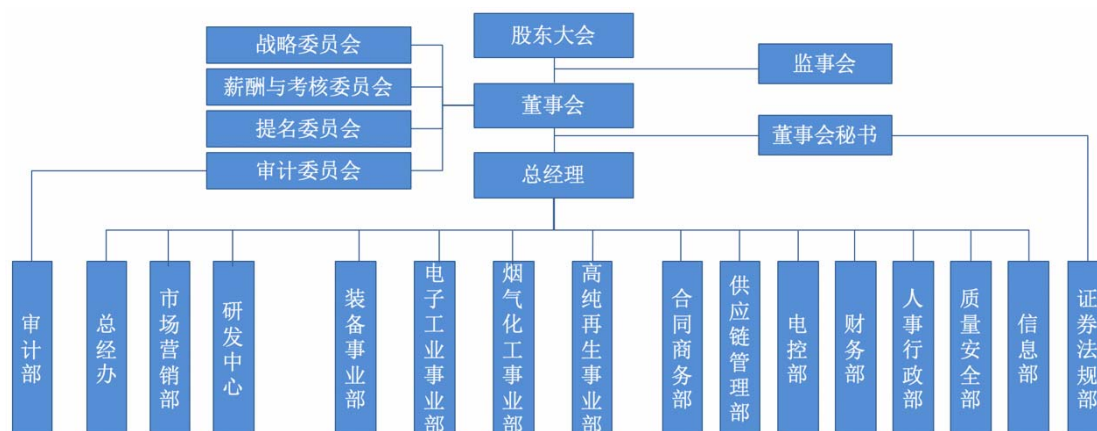 股东大会
战略委员会
监事会
薪酬与考核委员会
董事会
提名委员会
董事会秘书
审计委员会
总经理
审计部
总经办
市场营销部
研发中心
装备事业部
电子工业事业部
烟气化工事业部
高纯再生事业部
合同商务部
供应链管理部
电控部
财务部
人事行政部
质量安全部
信息部
证券法规部